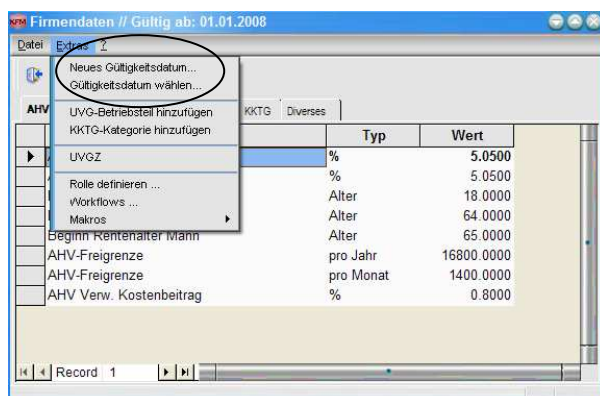 KFM Firmendaten // Gültig ab: 01.01.2008
Datei Extras ?
Neues Gültigkeitsdatum...
Gültigkeitsdatum wählen...
AHV KKTG Diverses
UVG-Betriebsteil hinzufügen
KKTG-Kategorie hinzufügen
UVGZ
Rolle definieren ...
Workflows ...
Makros
Typ Wert
% 5.0500
% 5.0500
Alter 18.0000
Alter 64.0000
Beginn Rentenalter Mann Alter 65.0000
AHV-Freigrenze pro Jahr 16800.0000
AHV-Freigrenze pro Monat 1400.0000
AHV Verw. Kostenbeitrag % 0.8000
Record 1